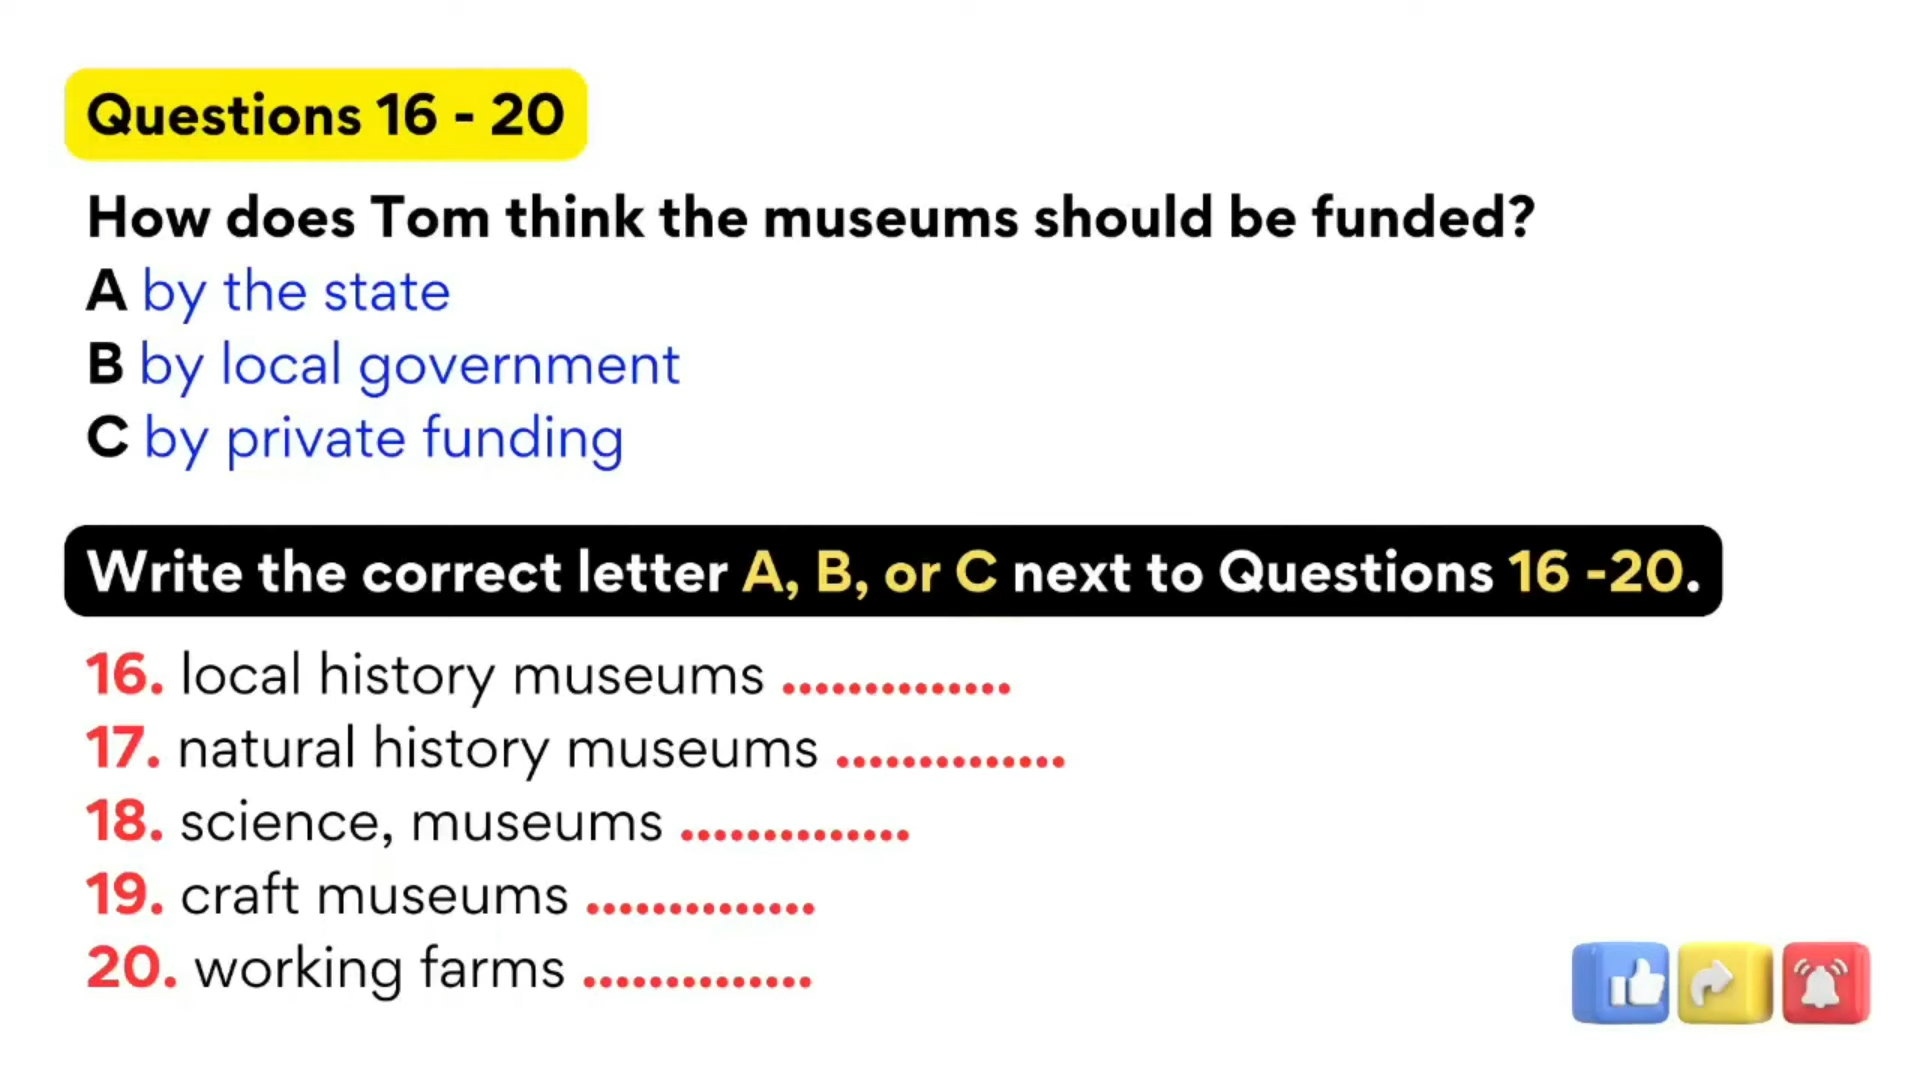 Questions 16 - 20
How does Tom think the museums should be funded?
A by the state
B by local government
C by private funding
Write the correct letter A, B, or C next to Questions 16 -20.
16. local history museums ..............
17. natural history museums ..............
18. science, museums ..............
19. craft museums ..............
20. working farms ..............